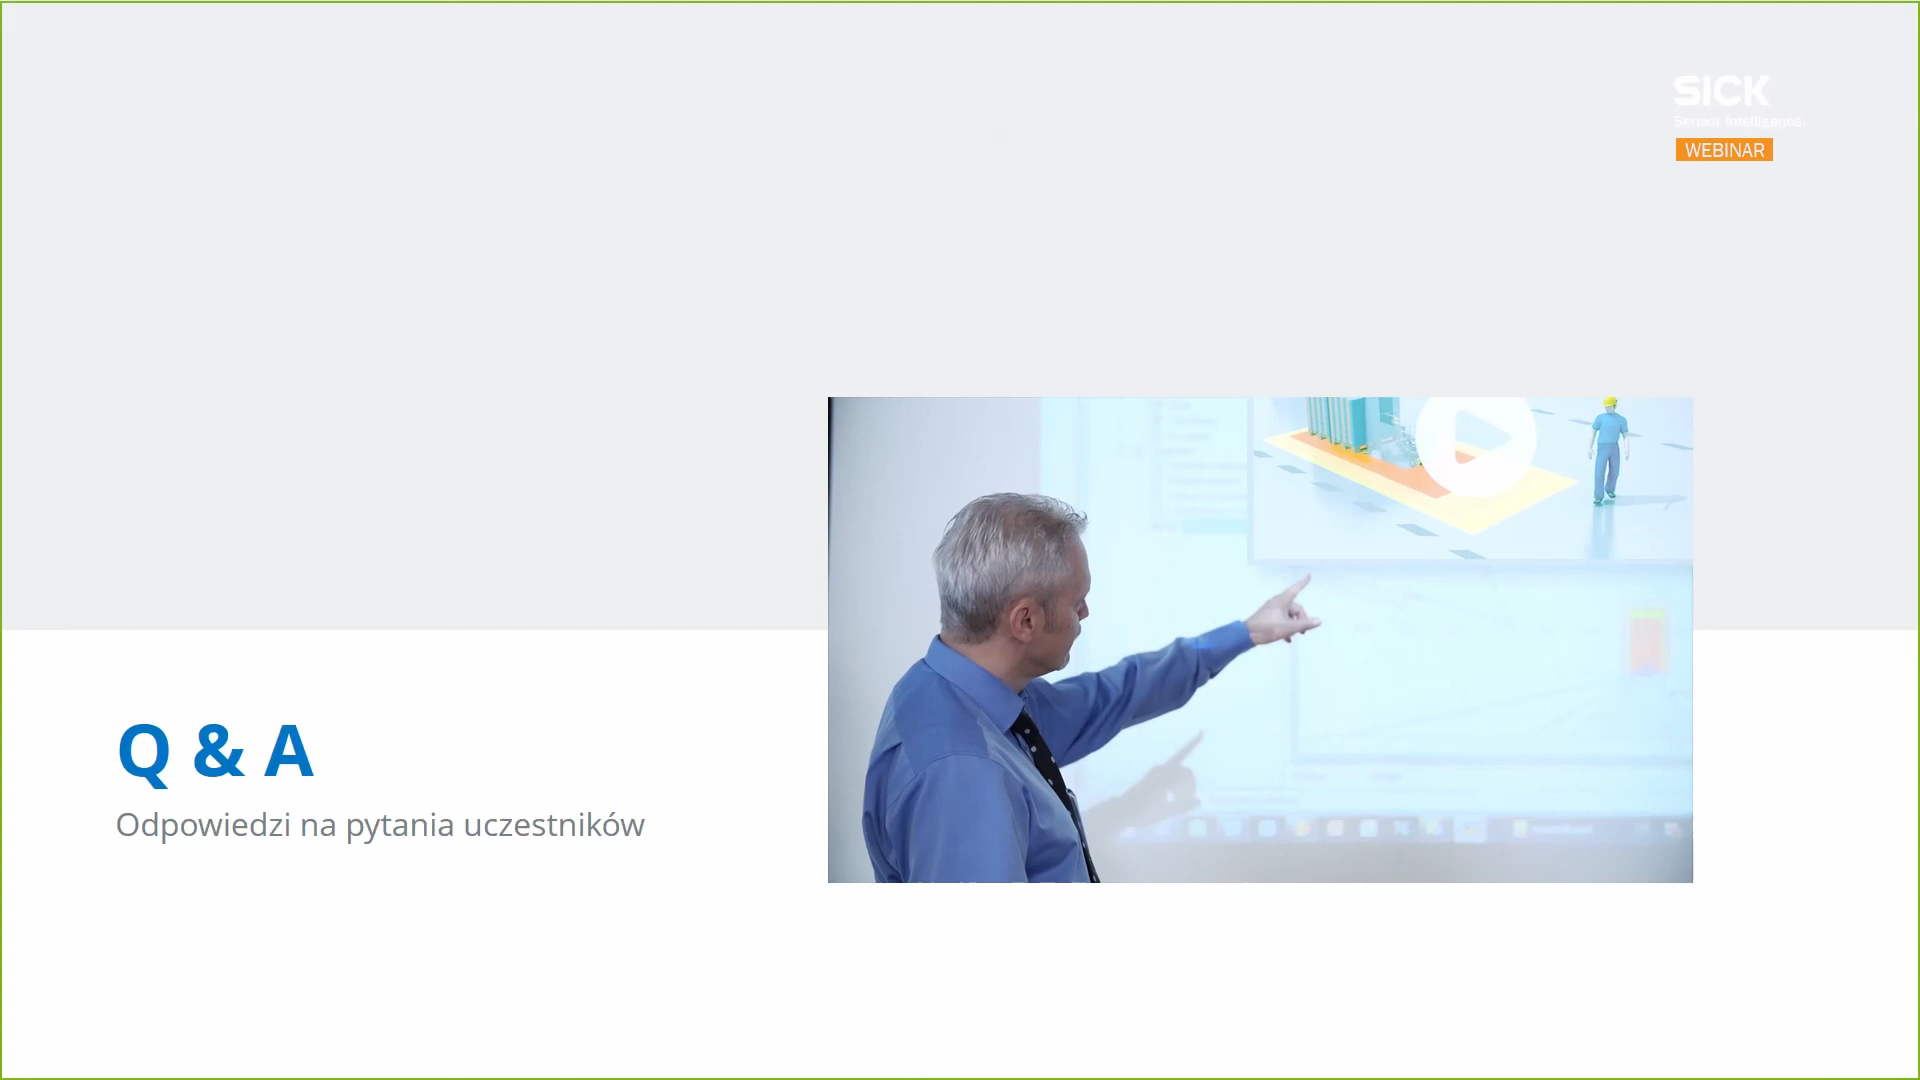 SICK
Sensor Intelligence.
WEBINAR
Q & A
Odpowiedzi na pytania uczestników